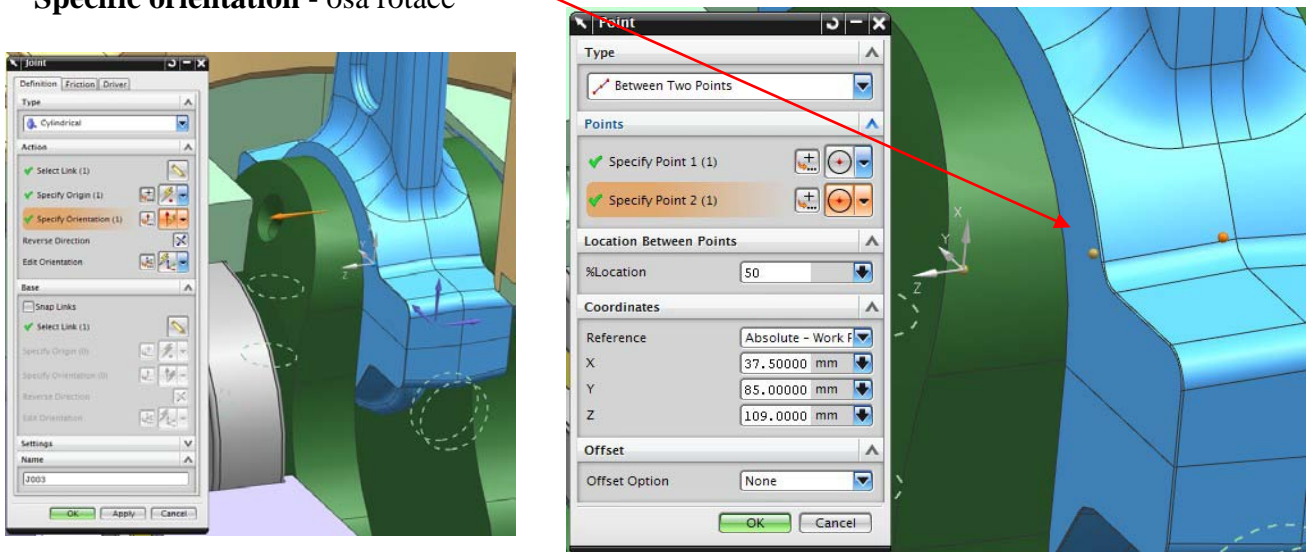 Specific orientation - osa rotace
Joint
Definition Friction Driver
Type
Cylindrical
Action
Select Link (1)
Specify Origin (1)
Specify Orientation (1)
Reverse Direction
Edit Orientation
Base
Snap Links
Select Link (1)
Specify Origin (0)
Specify Orientation (0)
Reverse Direction
Edit Orientation
Settings
Name
J003
OK Apply Cancel
Z
Point
Type
Between Two Points
Points
Specify Point 1 (1)
Specify Point 2 (1)
Location Between Points
%Location 50
Coordinates
Reference Absolute - Work P
X 37.50000 mm
Y 85.00000 mm
Z 109.0000 mm
Offset
Offset Option None
OK Cancel
X
Y
Z